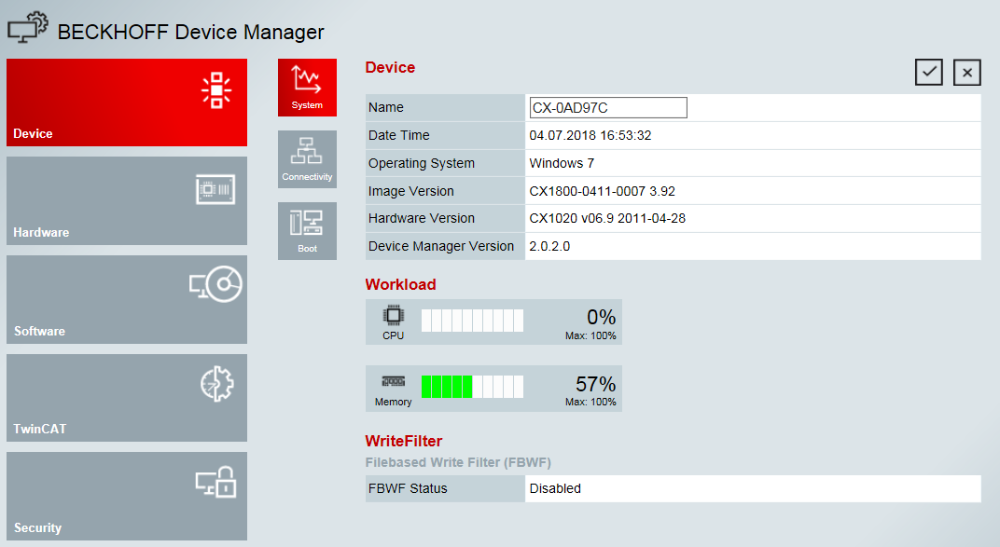 BECKHOFF Device Manager
Device
Hardware
Software
TwinCAT
Security
System
Connectivity
Boot
Device
Name CX-0AD97C
Date Time 04.07.2018 16:53:32
Operating System Windows 7
Image Version CX1800-0411-0007 3.92
Hardware Version CX1020 v06.9 2011-04-28
Device Manager Version 2.0.2.0
Workload
CPU 0%
Max: 100%
Memory 57%
Max: 100%
WriteFilter
Filebased Write Filter (FBWF)
FBWF Status Disabled